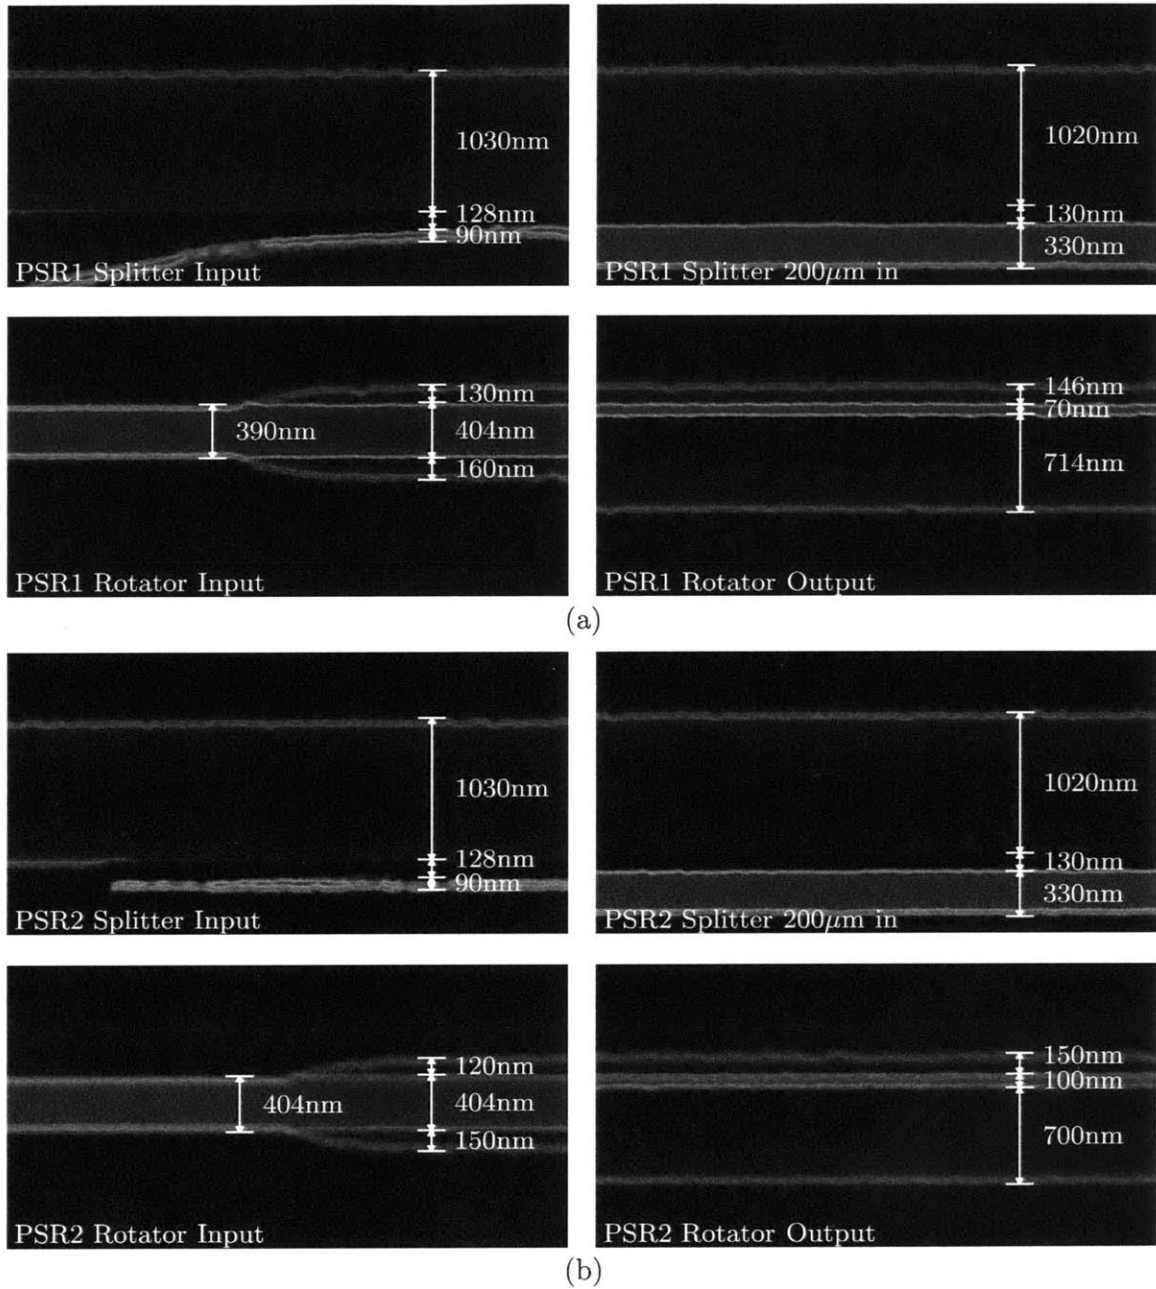 1030nm
128nm
90nm
PSR1 Splitter Input
1020nm
130nm
330nm
PSR1 Splitter 200μm in
130nm
390nm
404nm
160nm
PSR1 Rotator Input
146nm
70nm
714nm
PSR1 Rotator Output
(a)
1030nm
128nm
90nm
PSR2 Splitter Input
1020nm
130nm
330nm
PSR2 Splitter 200μm in
120nm
404nm
404nm
150nm
PSR2 Rotator Input
150nm
100nm
700nm
PSR2 Rotator Output
(b)